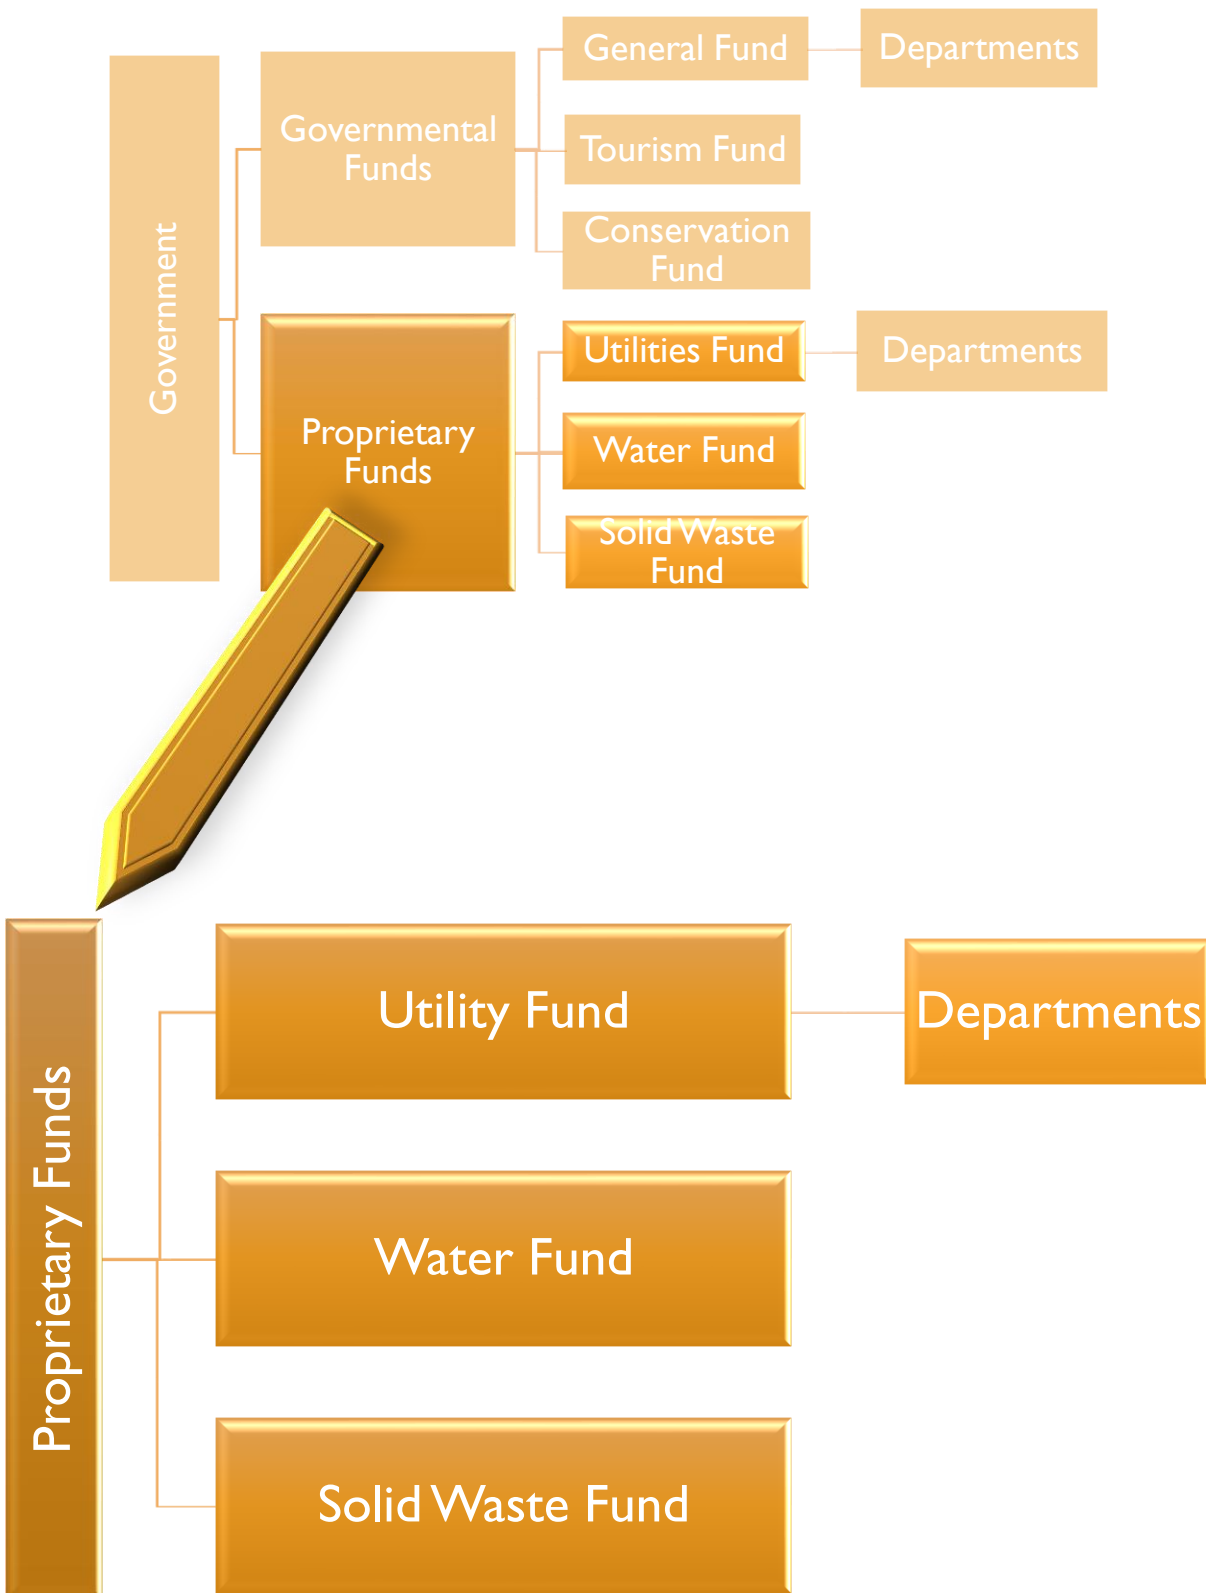 General Fund
Departments
Governmental
Funds
Tourism Fund
Conservation
Fund
Government
Utilities Fund
Departments
Proprietary
Funds
Water Fund
Solid Waste
Fund
Utility Fund
Departments
Proprietary Funds
Water Fund
Solid Waste Fund